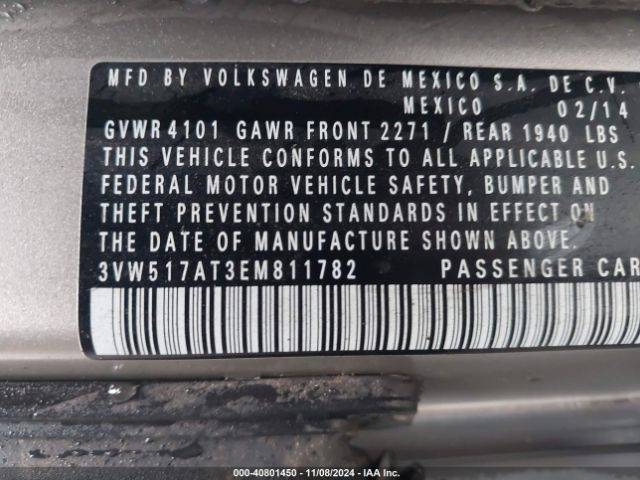 MFD BY VOLKSWAGEN DE MEXICO S.A. DE C.V.
MEXICO 02/14
GVWR 4101 GAWR FRONT 2271 / REAR 1940 LBS
THIS VEHICLE CONFORMS TO ALL APPLICABLE U.S.
FEDERAL MOTOR VEHICLE SAFETY, BUMPER AND
THEFT PREVENTION STANDARDS IN EFFECT ON
THE DATE OF MANUFACTURE SHOWN ABOVE.
3VW517AT3EM811782 PASSENGER CAR
000-40801450 - 11/08/2024 - IAA Inc.